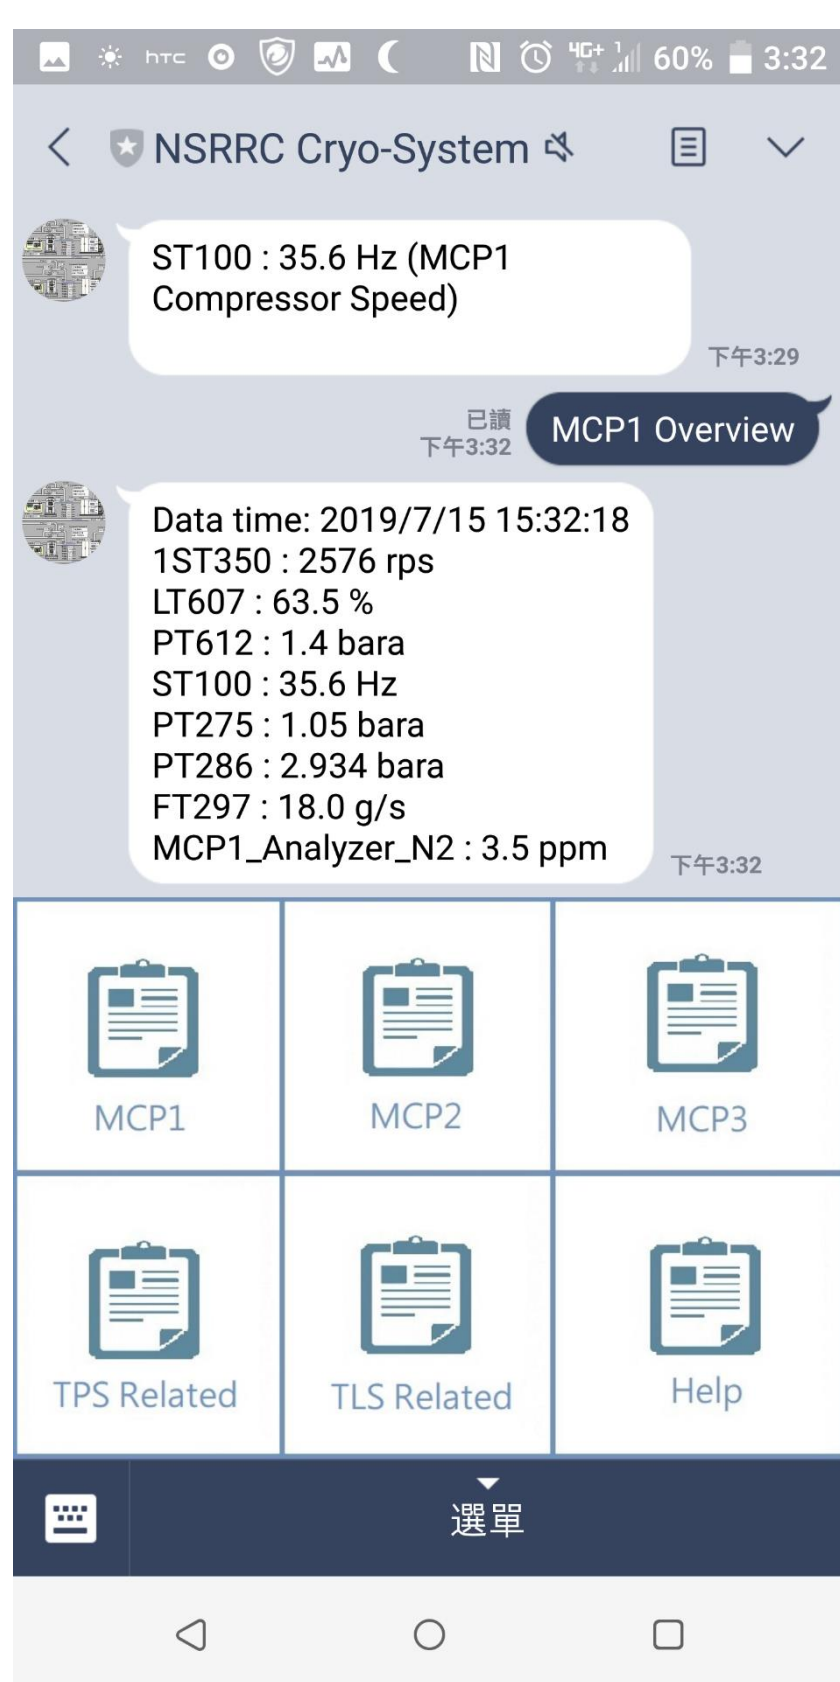 hTC 4G+ 1 60% 3:32
NSRRC Cryo-System
ST100 : 35.6 Hz (MCP1
Compressor Speed)
下午3:29
已讀
下午3:32
MCP1 Overview
Data time: 2019/7/15 15:32:18
1ST350 : 2576 rps
LT607 : 63.5 %
PT612 : 1.4 bara
ST100 : 35.6 Hz
PT275 : 1.05 bara
PT286 : 2.934 bara
FT297 : 18.0 g/s
MCP1_Analyzer_N2 : 3.5 ppm
下午3:32
MCP1 MCP2 MCP3
TPS Related TLS Related Help
選單